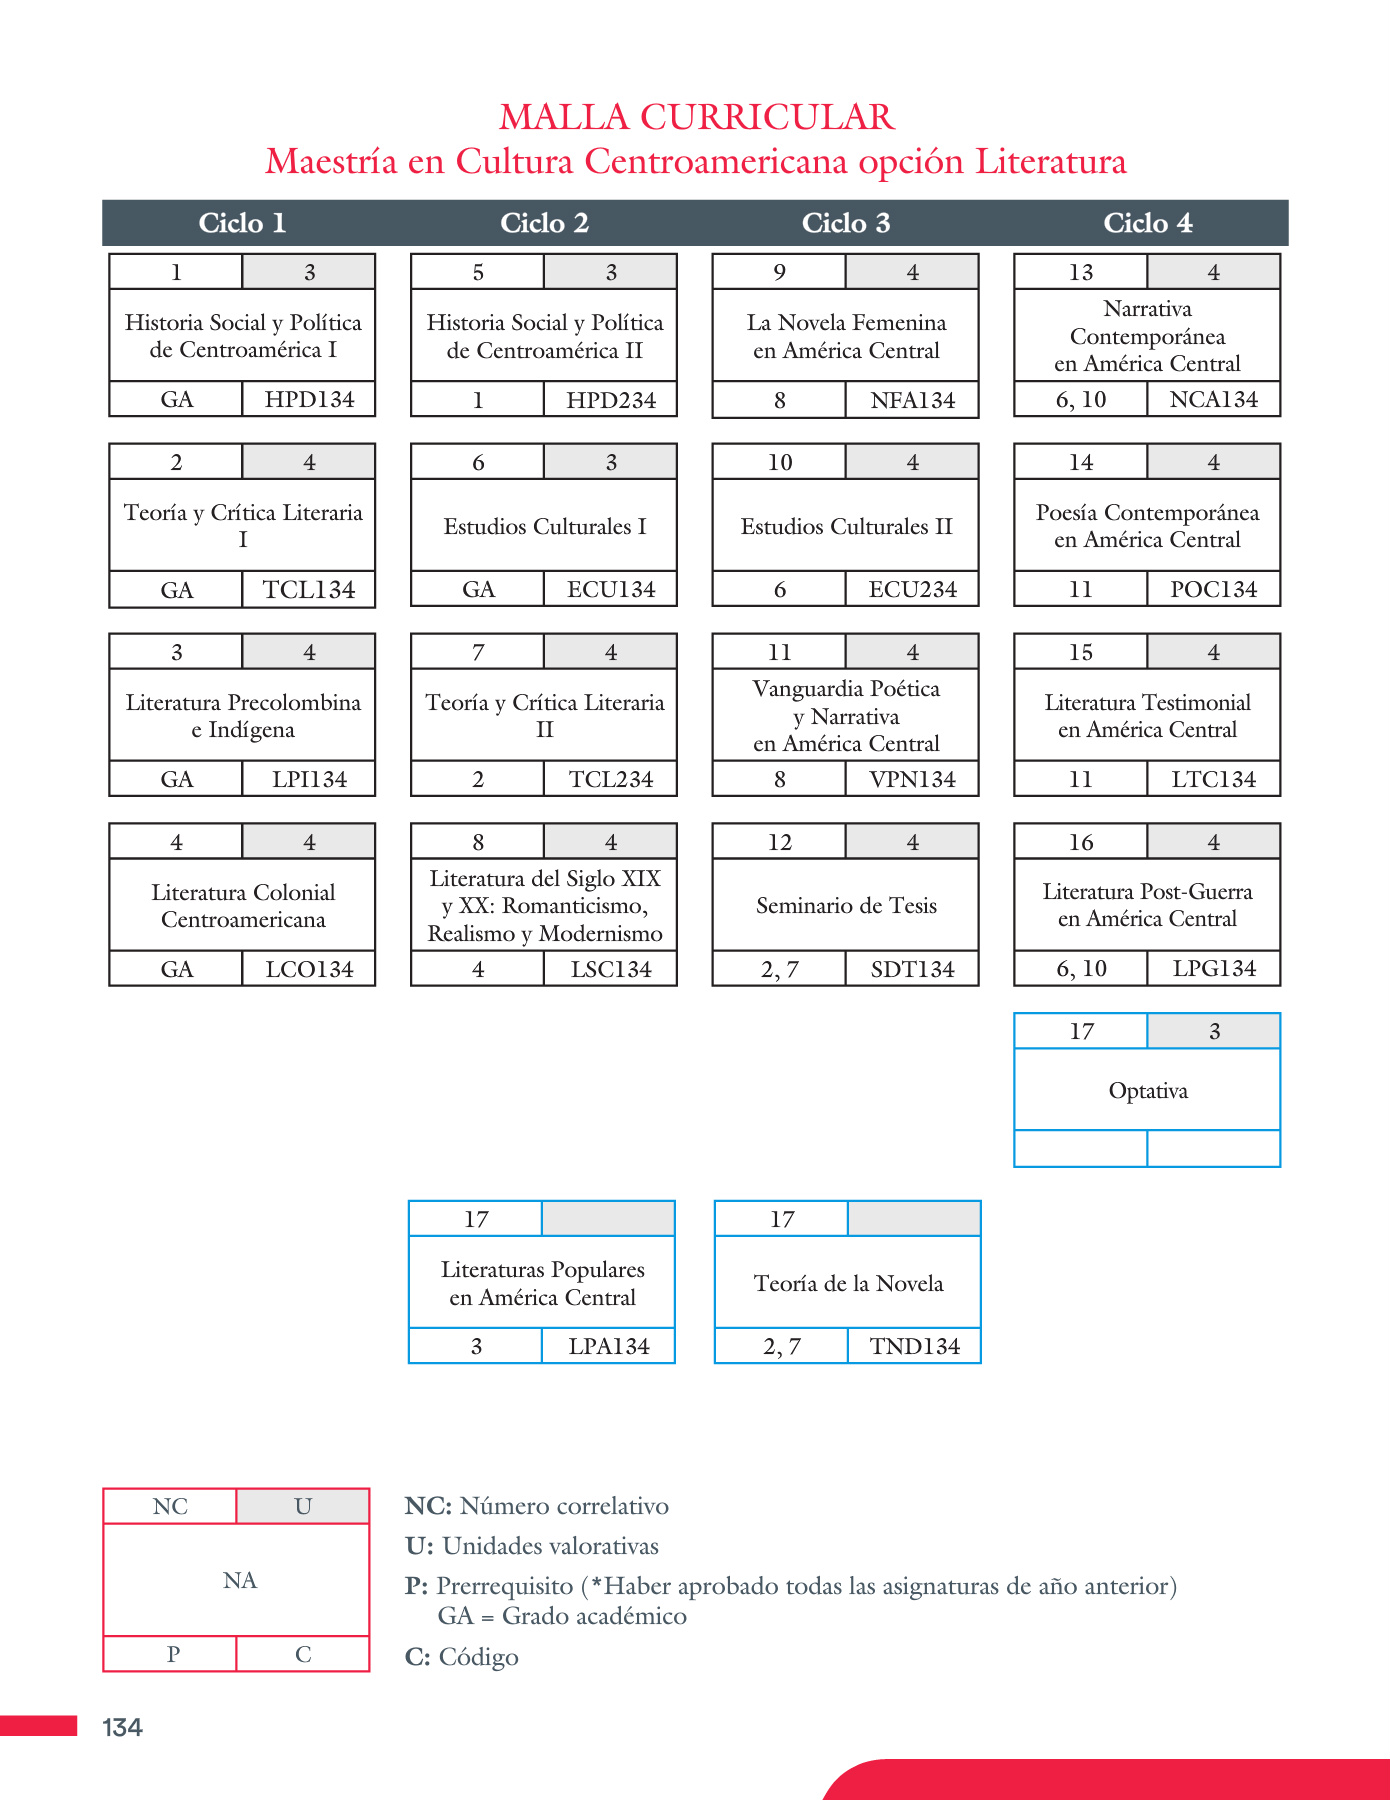 MALLA CURRICULAR
Maestría en Cultura Centroamericana opción Literatura
Ciclo 1 Ciclo 2 Ciclo 3 Ciclo 4
1 3
Historia Social y Política
de Centroamérica I
GA HPD134
5 3
Historia Social y Política
de Centroamérica II
1 HPD234
9 4
La Novela Femenina
en América Central
8 NFA134
13 4
Narrativa
Contemporánea
en América Central
6, 10 NCA134
2 4
Teoría y Crítica Literaria
I
GA TCL134
6 3
Estudios Culturales I
GA ECU134
10 4
Estudios Culturales II
6 ECU234
14 4
Poesía Contemporánea
en América Central
11 POC134
3 4
Literatura Precolombina
e Indígena
GA LPI134
7 4
Teoría y Crítica Literaria
II
2 TCL234
11 4
Vanguardia Poética
y Narrativa
en América Central
8 VPN134
15 4
Literatura Testimonial
en América Central
11 LTC134
4 4
Literatura Colonial
Centroamericana
GA LCO134
8 4
Literatura del Siglo XIX
y XX: Romanticismo,
Realismo y Modernismo
4 LSC134
12 4
Seminario de Tesis
2, 7 SDT134
16 4
Literatura Post-Guerra
en América Central
6, 10 LPG134
17 3
Optativa
17
Literaturas Populares
en América Central
3 LPA134
17
Teoría de la Novela
2, 7 TND134
NC U
NA
P C
NC: Número correlativo
U: Unidades valorativas
P: Prerrequisito (*Haber aprobado todas las asignaturas de año anterior)
GA = Grado académico
C: Código
134